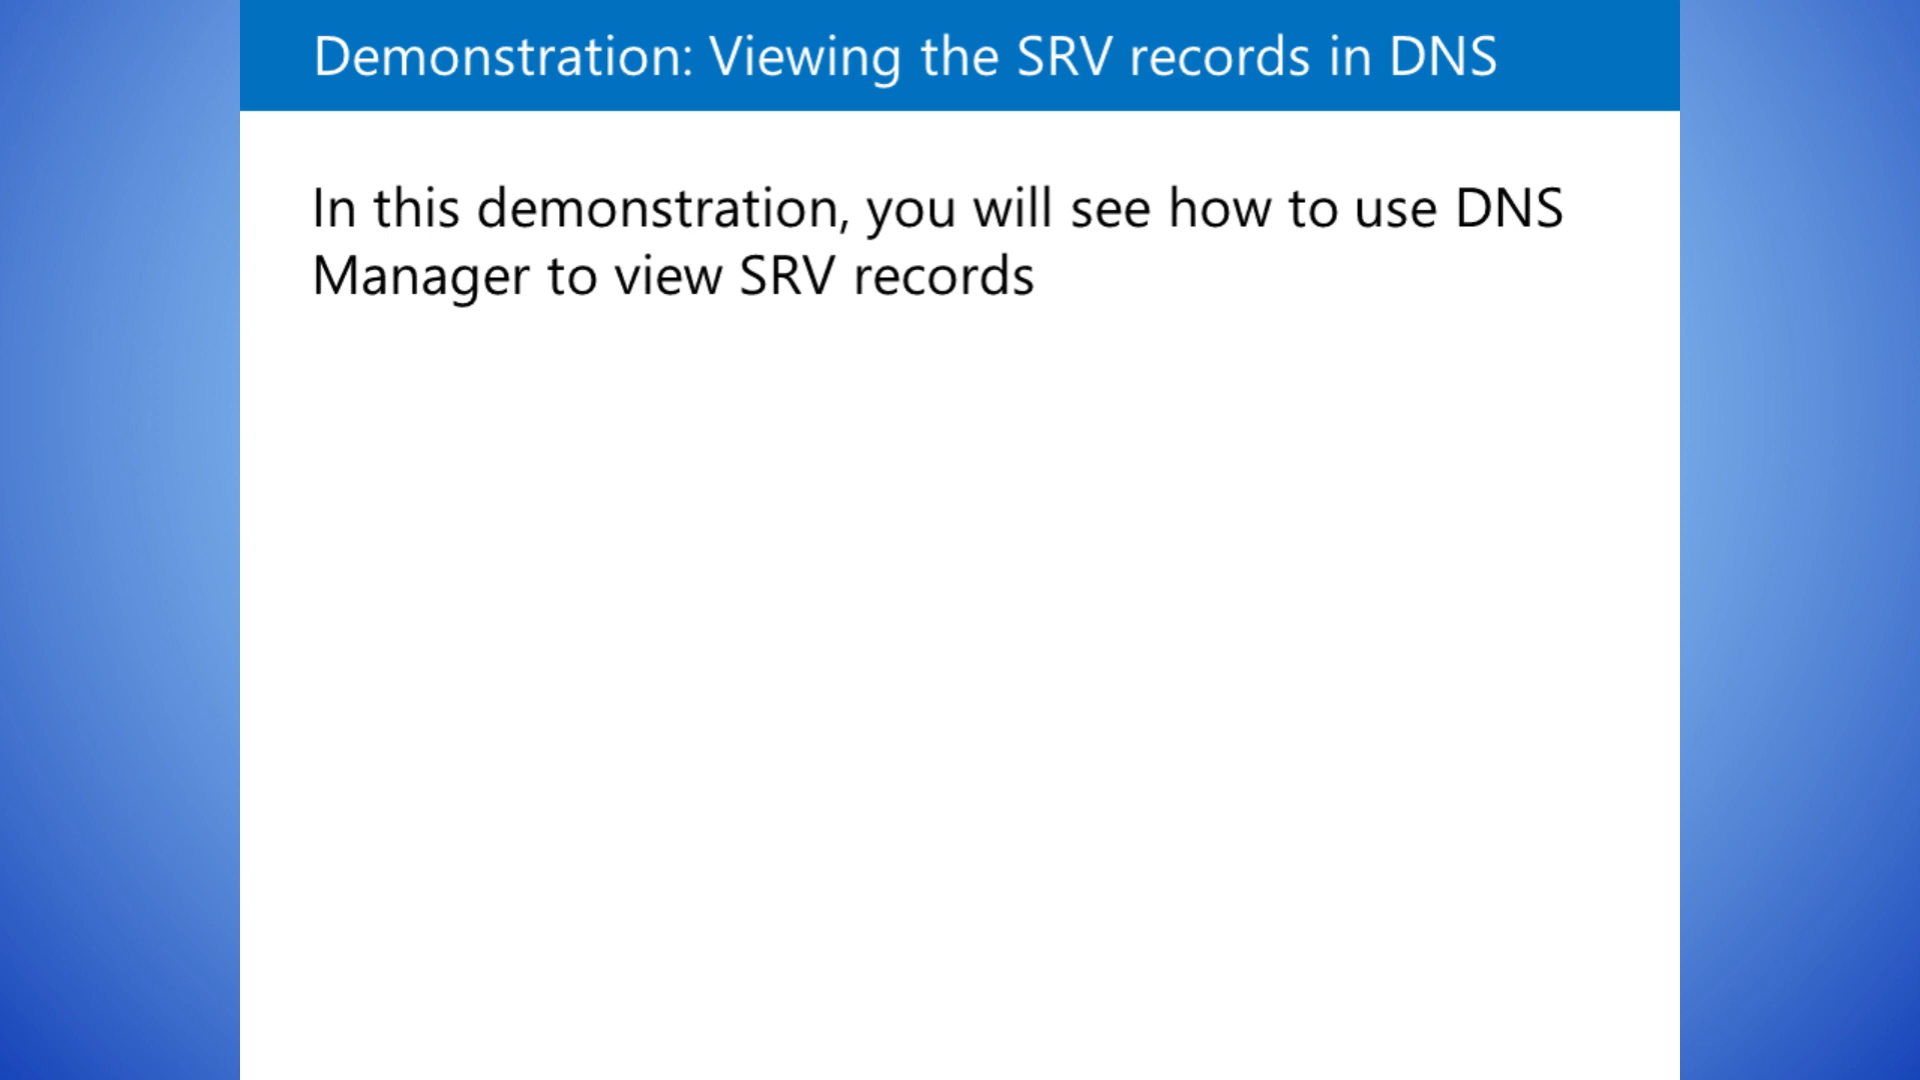 Demonstration: Viewing the SRV records in DNS
In this demonstration, you will see how to use DNS
Manager to view SRV records